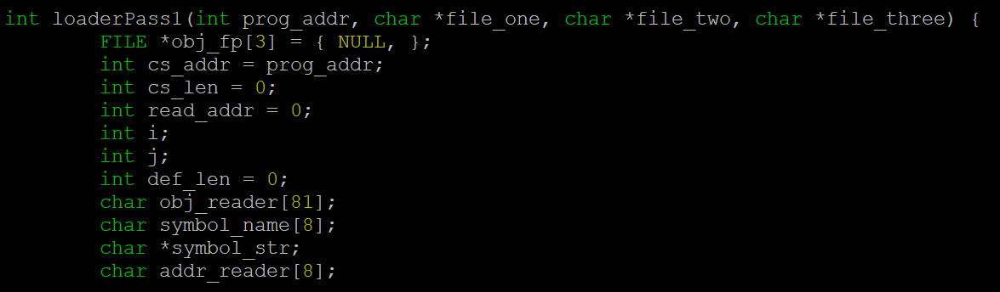 int loaderPass1(int prog_addr, char *file_one, char *file_two, char *file_three) {
        FILE *obj_fp[3] = { NULL, };
        int cs_addr = prog_addr;
        int cs_len = 0;
        int read_addr = 0;
        int i;
        int j;
        int def_len = 0;
        char obj_reader[81];
        char symbol_name[8];
        char *symbol_str;
        char addr_reader[8];